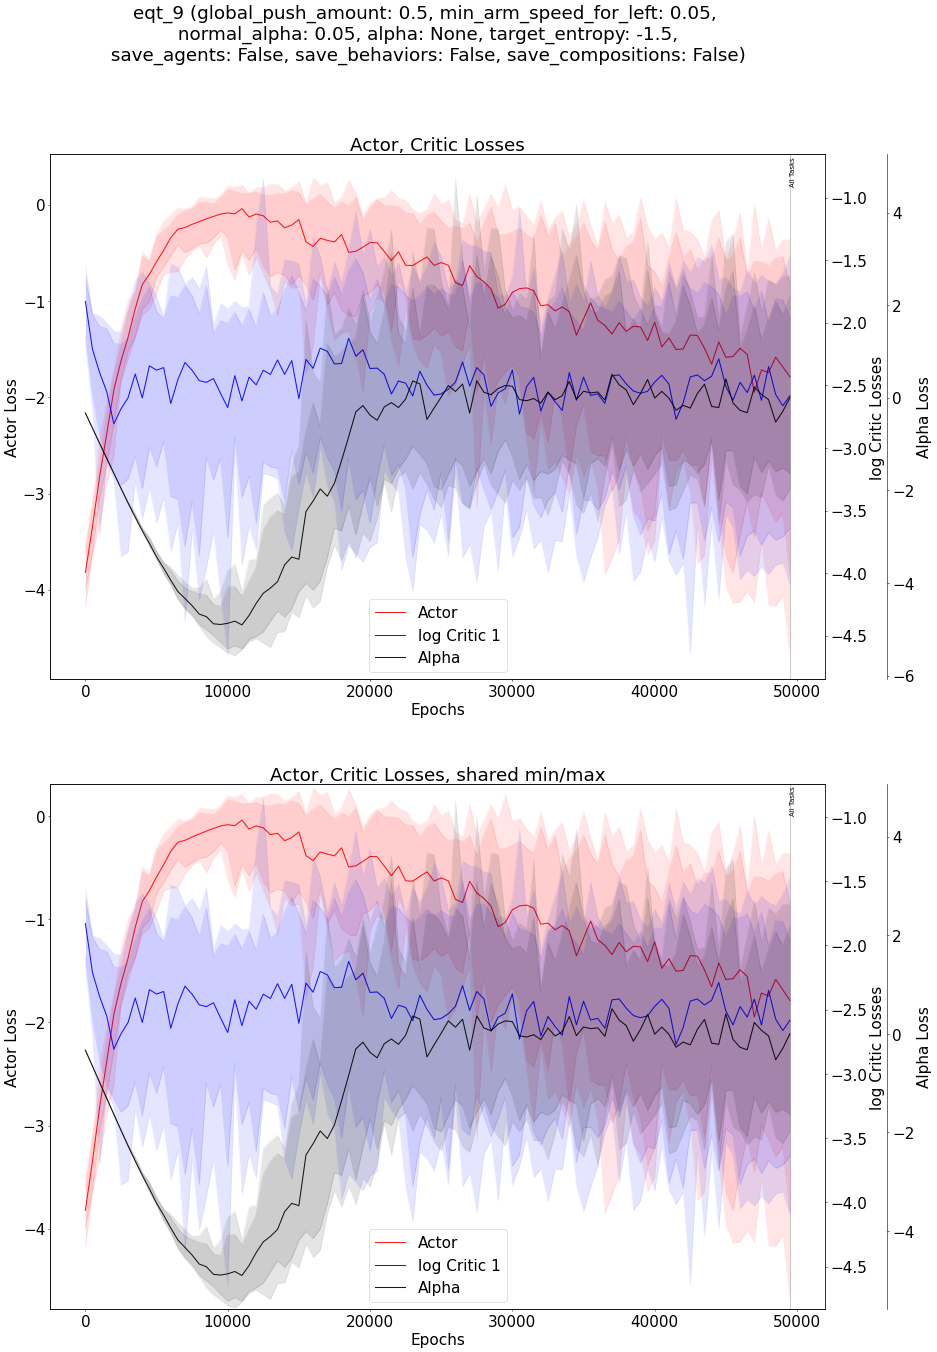 eqt_9 (global_push_amount: 0.5, min_arm_speed_for_left: 0.05,
normal_alpha: 0.05, alpha: None, target_entropy: -1.5,
save_agents: False, save_behaviors: False, save_compositions: False)
Actor, Critic Losses
All Tasks
0
−1
−2
−3
−4
Actor Loss
−1.0
−1.5
−2.0
−2.5
−3.0
−3.5
−4.0
−4.5
log Critic Losses
4
2
0
−2
−4
−6
Alpha Loss
Actor
log Critic 1
Alpha
0 10000 20000 30000 40000 50000
Epochs
Actor, Critic Losses, shared min/max
All Tasks
0
−1
−2
−3
−4
Actor Loss
−1.0
−1.5
−2.0
−2.5
−3.0
−3.5
−4.0
−4.5
log Critic Losses
4
2
0
−2
−4
Alpha Loss
Actor
log Critic 1
Alpha
0 10000 20000 30000 40000 50000
Epochs